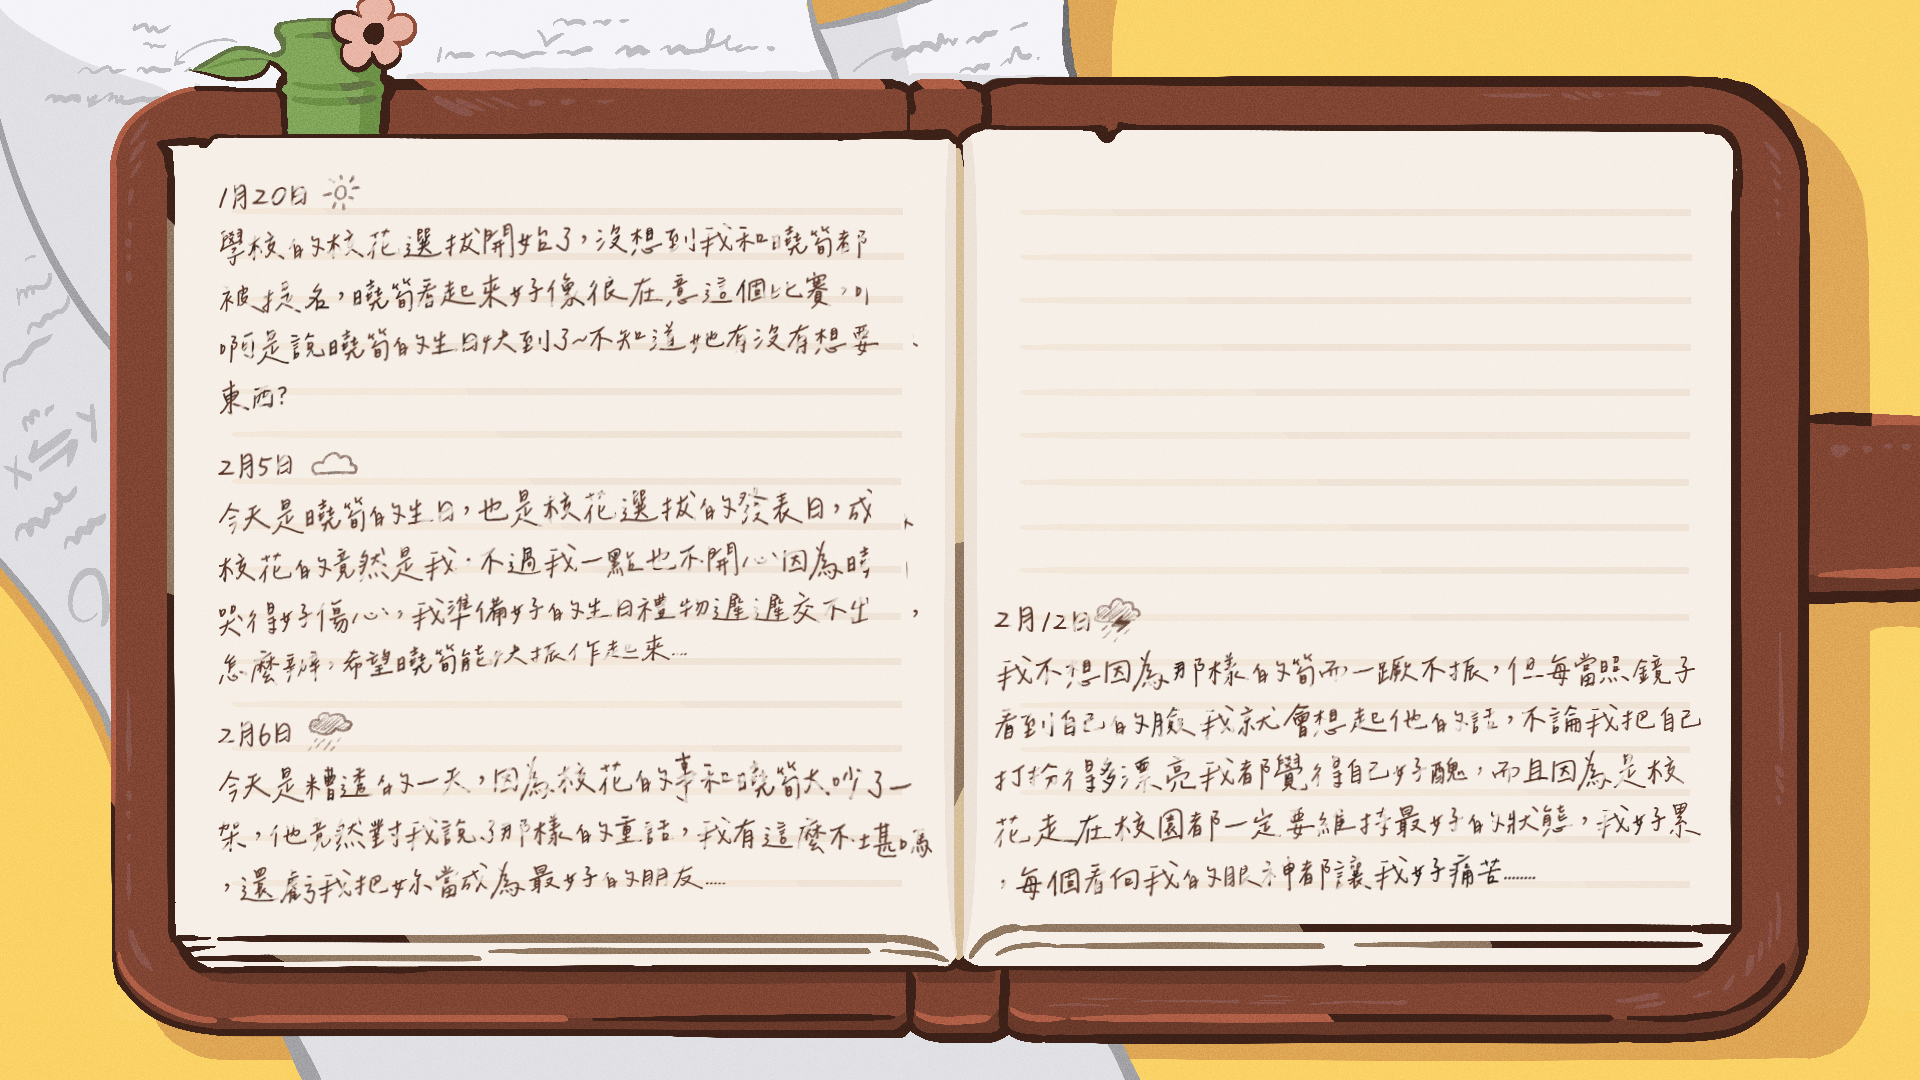 1月20日
學校的校花選拔開始了，沒想到我和曉筍都
被提名，曉筍看起來好像很在意這個比賽，
啊是說曉筍的生日快到了~不知道她有沒有想要
東西?
2月5日
今天是曉筍的生日，也是校花選拔的發表日，成
校花的竟然是我，不過我一點也不開心因為曉
哭得好傷心，我準備好的生日禮物遲遲交不出，
怎麼辦，希望曉筍能快振作起來...
2月6日
今天是糟透的一天，因為校花的事和曉筍大吵了一
架，他竟然對我說了那樣的重話，我有這麼不堪嗎
，還虧我把妳當成為最好的朋友.....
2月12日
我不想因為那樣的筍而一蹶不振，但每當照鏡子
看到自己的臉我就會想起他的話，不論我把自己
打扮得多漂亮我都覺得自己好醜，而且因為是校
花走在校園都一定要維持最好的狀態，我好累
，每個看向我的眼神都讓我好痛苦........